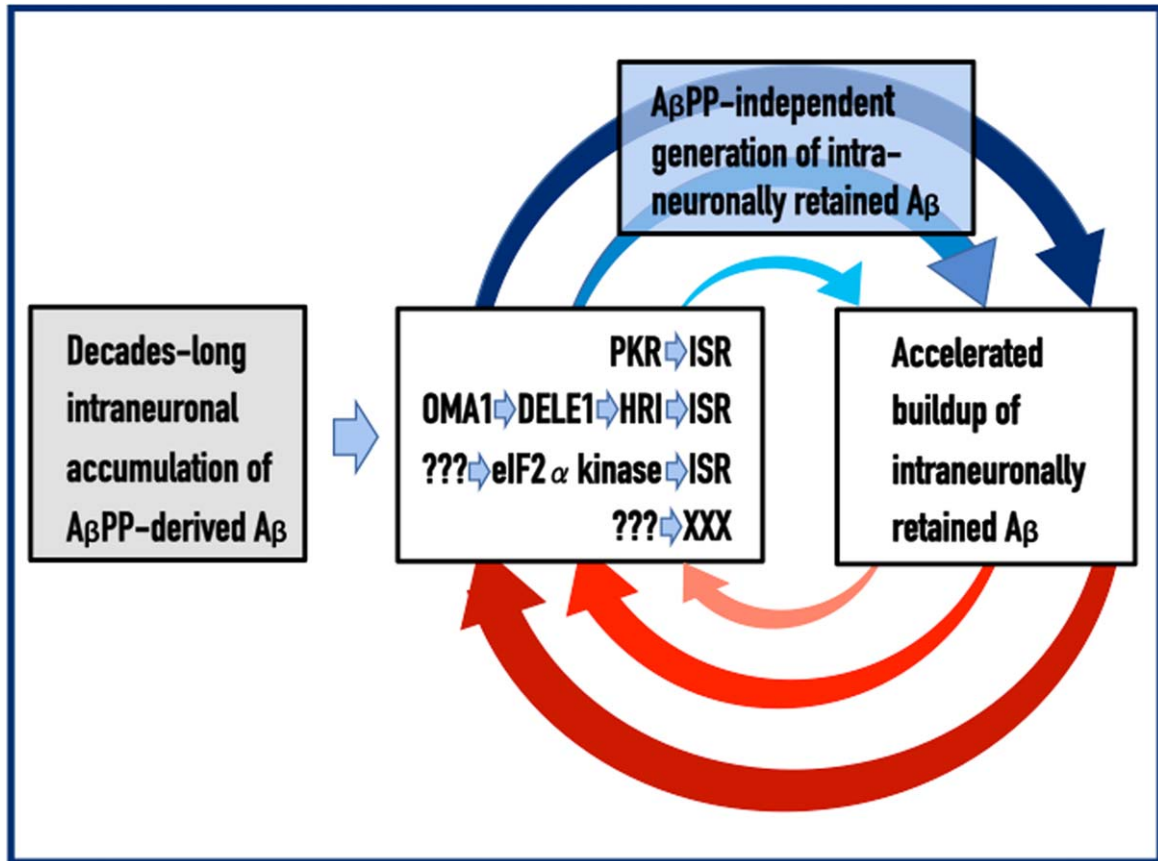 AβPP–independent
generation of intra–
neuronally retained Aβ
Decades–long
intraneuronal
accumulation of
AβPP–derived Aβ
PKR ISR
OMA1 DELE1 HRI ISR
??? eIF2α kinase ISR
??? XXX
Accelerated
buildup of
intraneuronally
retained Aβ